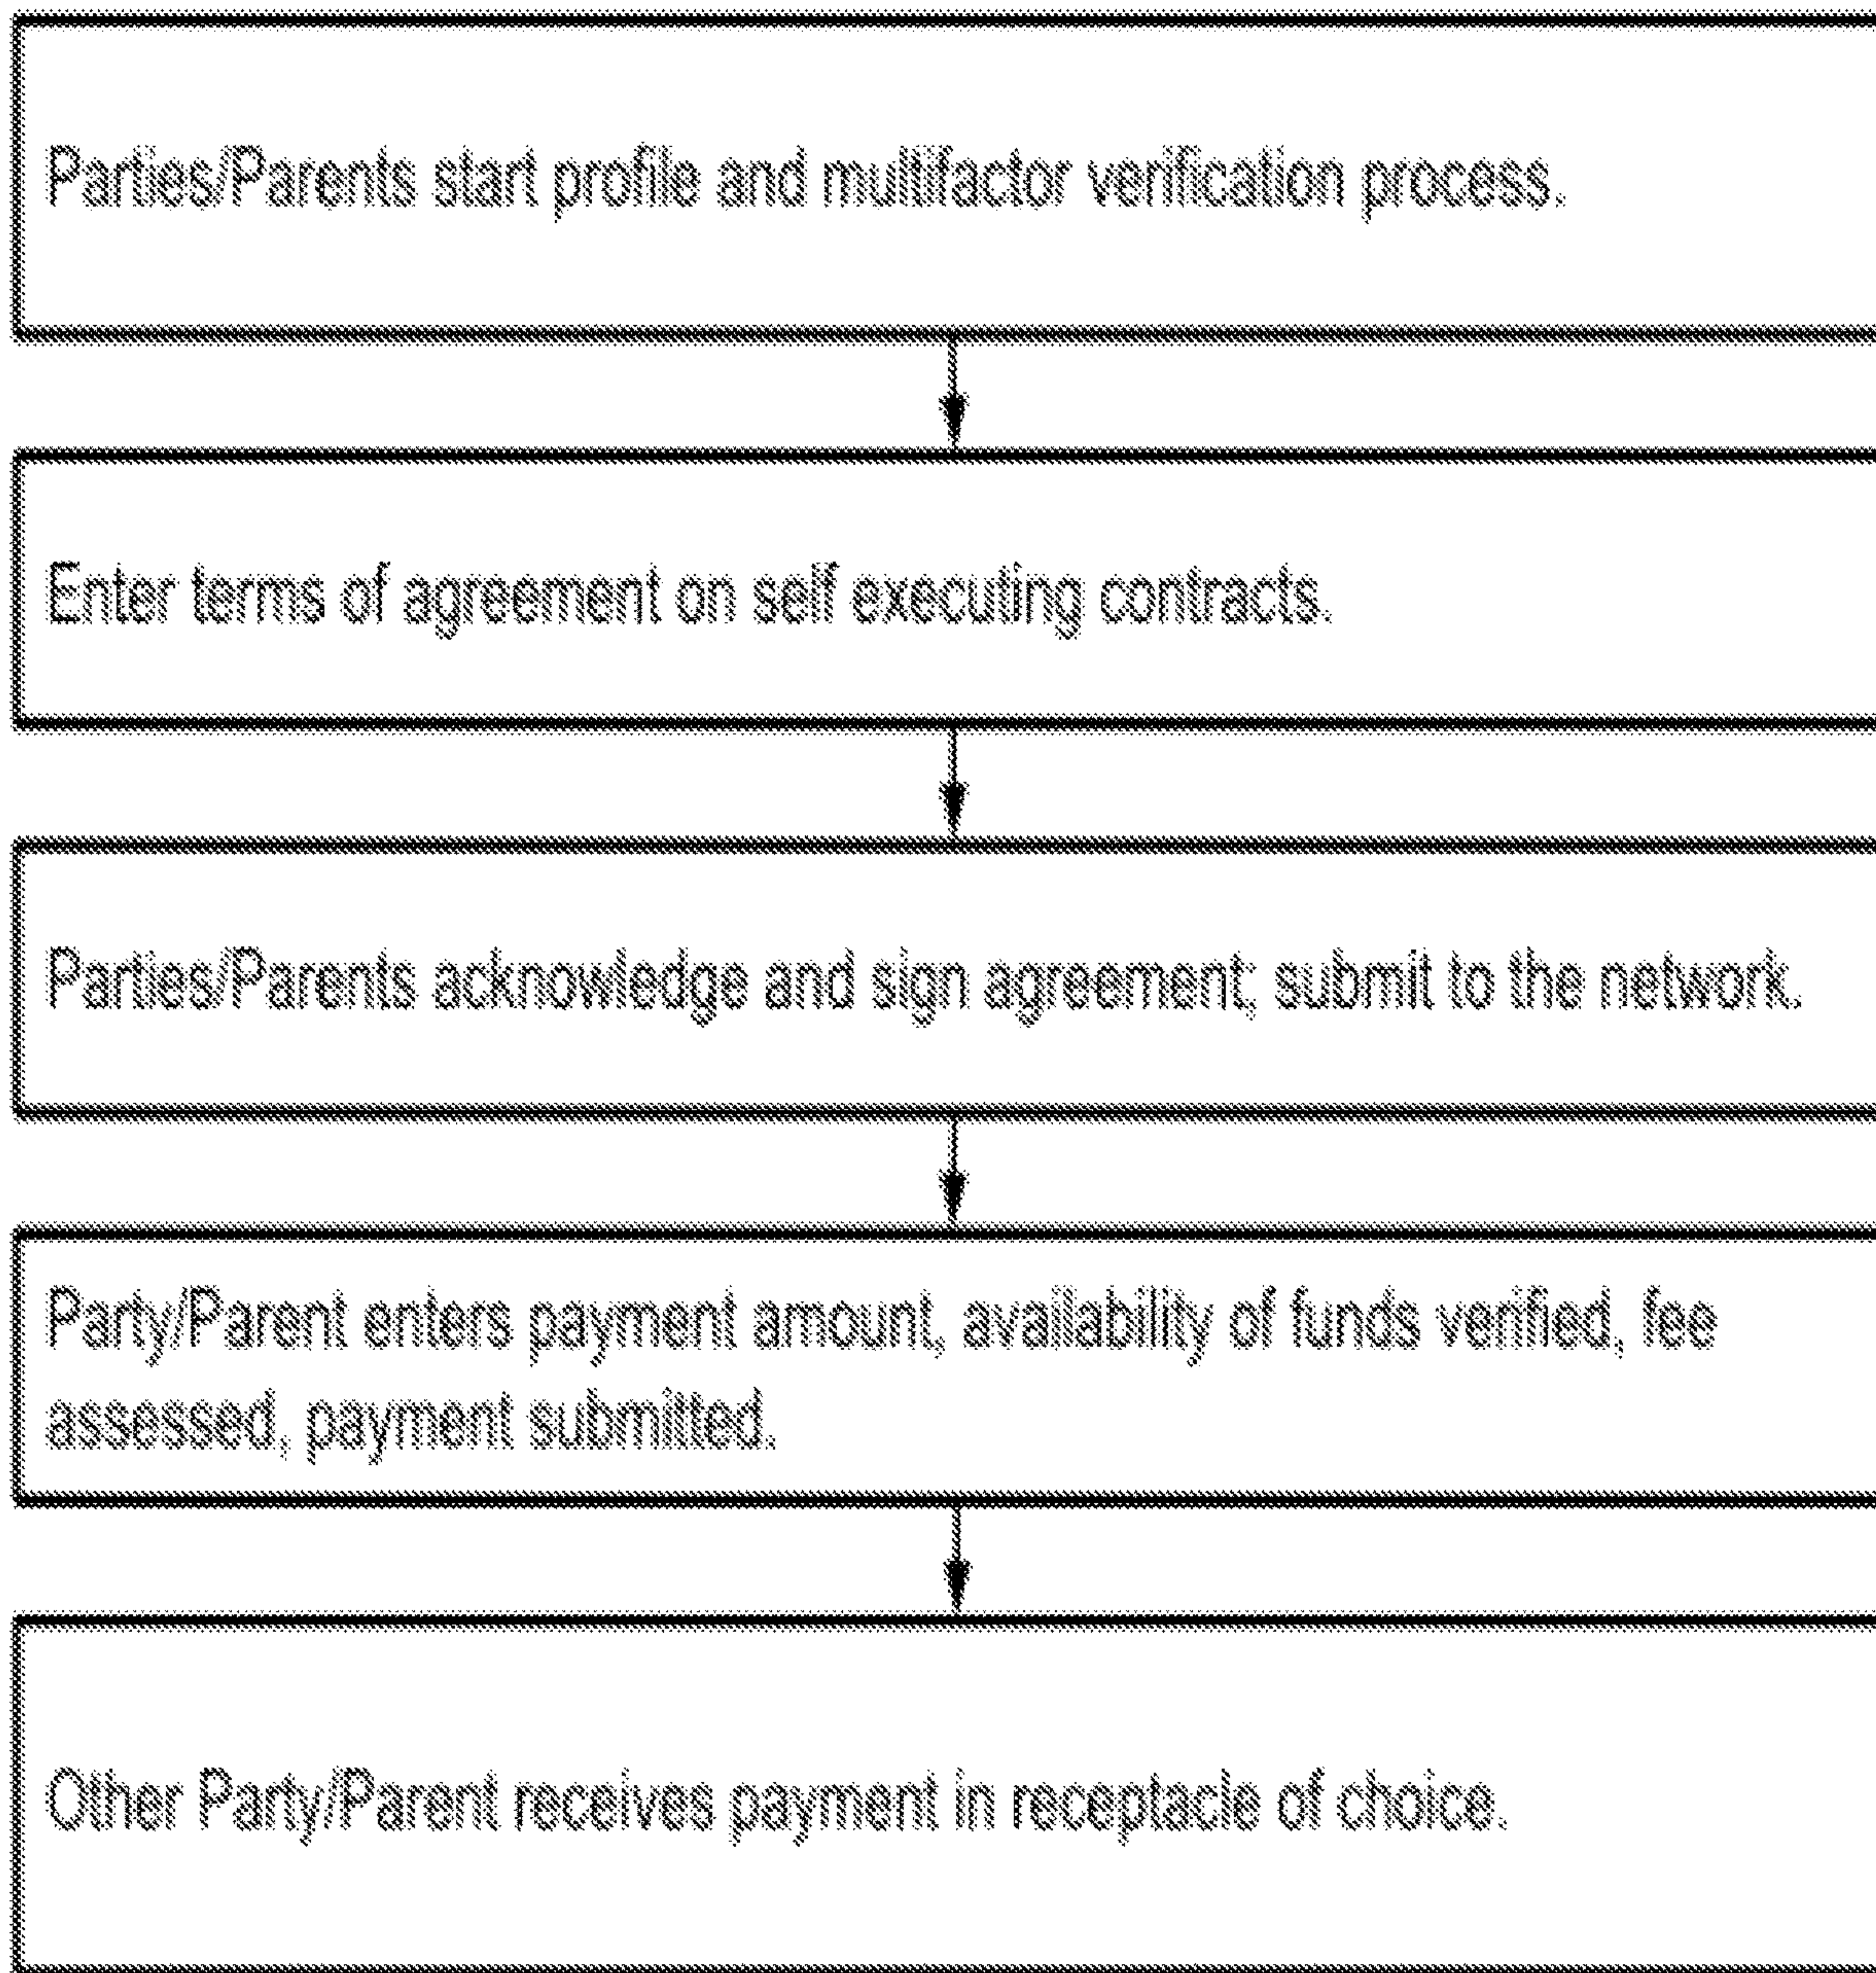 Parties/Parents start profile and multifactor verification process.
Enter terms of agreement on self executing contracts.
Parties/Parents acknowledge and sign agreement; submit to the network.
Party/Parent enters payment amount, availability of funds verified, fee
assessed, payment submitted.
Other Party/Parent receives payment in receptacle of choice.